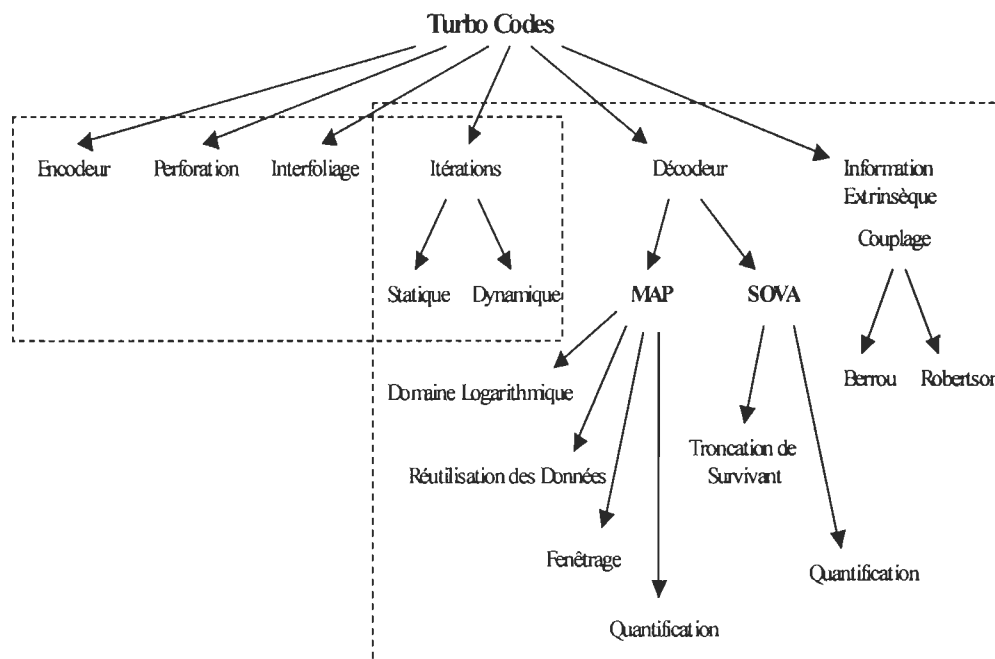 Turbo Codes
Encodeur
Perforation
Interfoliage
Itérations
Décodeur
Information
Extrinsèque
Couplage
Statique
Dynamique
MAP
SOVA
Berrou
Robertson
Domaine Logarithmique
Réutilisation des Données
Troncation de
Survivant
Fenêtrage
Quantification
Quantification